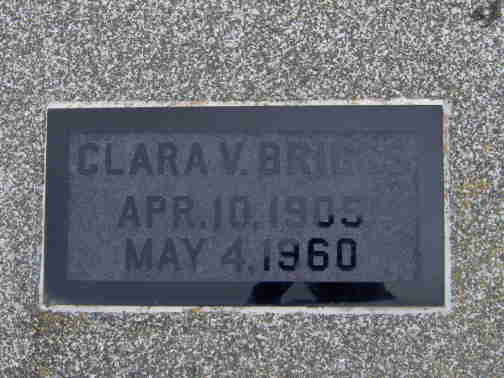 CLARA V. BRIGGS
APR. 10, 1905
MAY 4, 1960